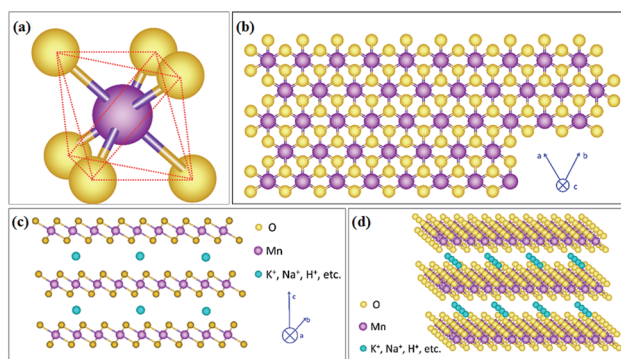 (a)
(b)
a
b
c
(c)
O
Mn
K⁺, Na⁺, H⁺, etc.
c
b
a
(d)
O
Mn
K⁺, Na⁺, H⁺, etc.